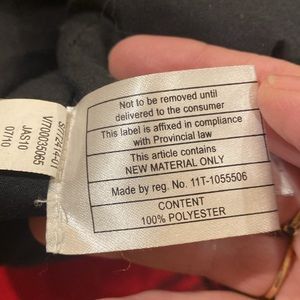 Not to be removed until
delivered to the consumer
This label is affixed in compliance
with Provincial law
This article contains
NEW MATERIAL ONLY
Made by reg. No. 11T-1055506
CONTENT
100% POLYESTER
V/700035065
JAS10
07/10